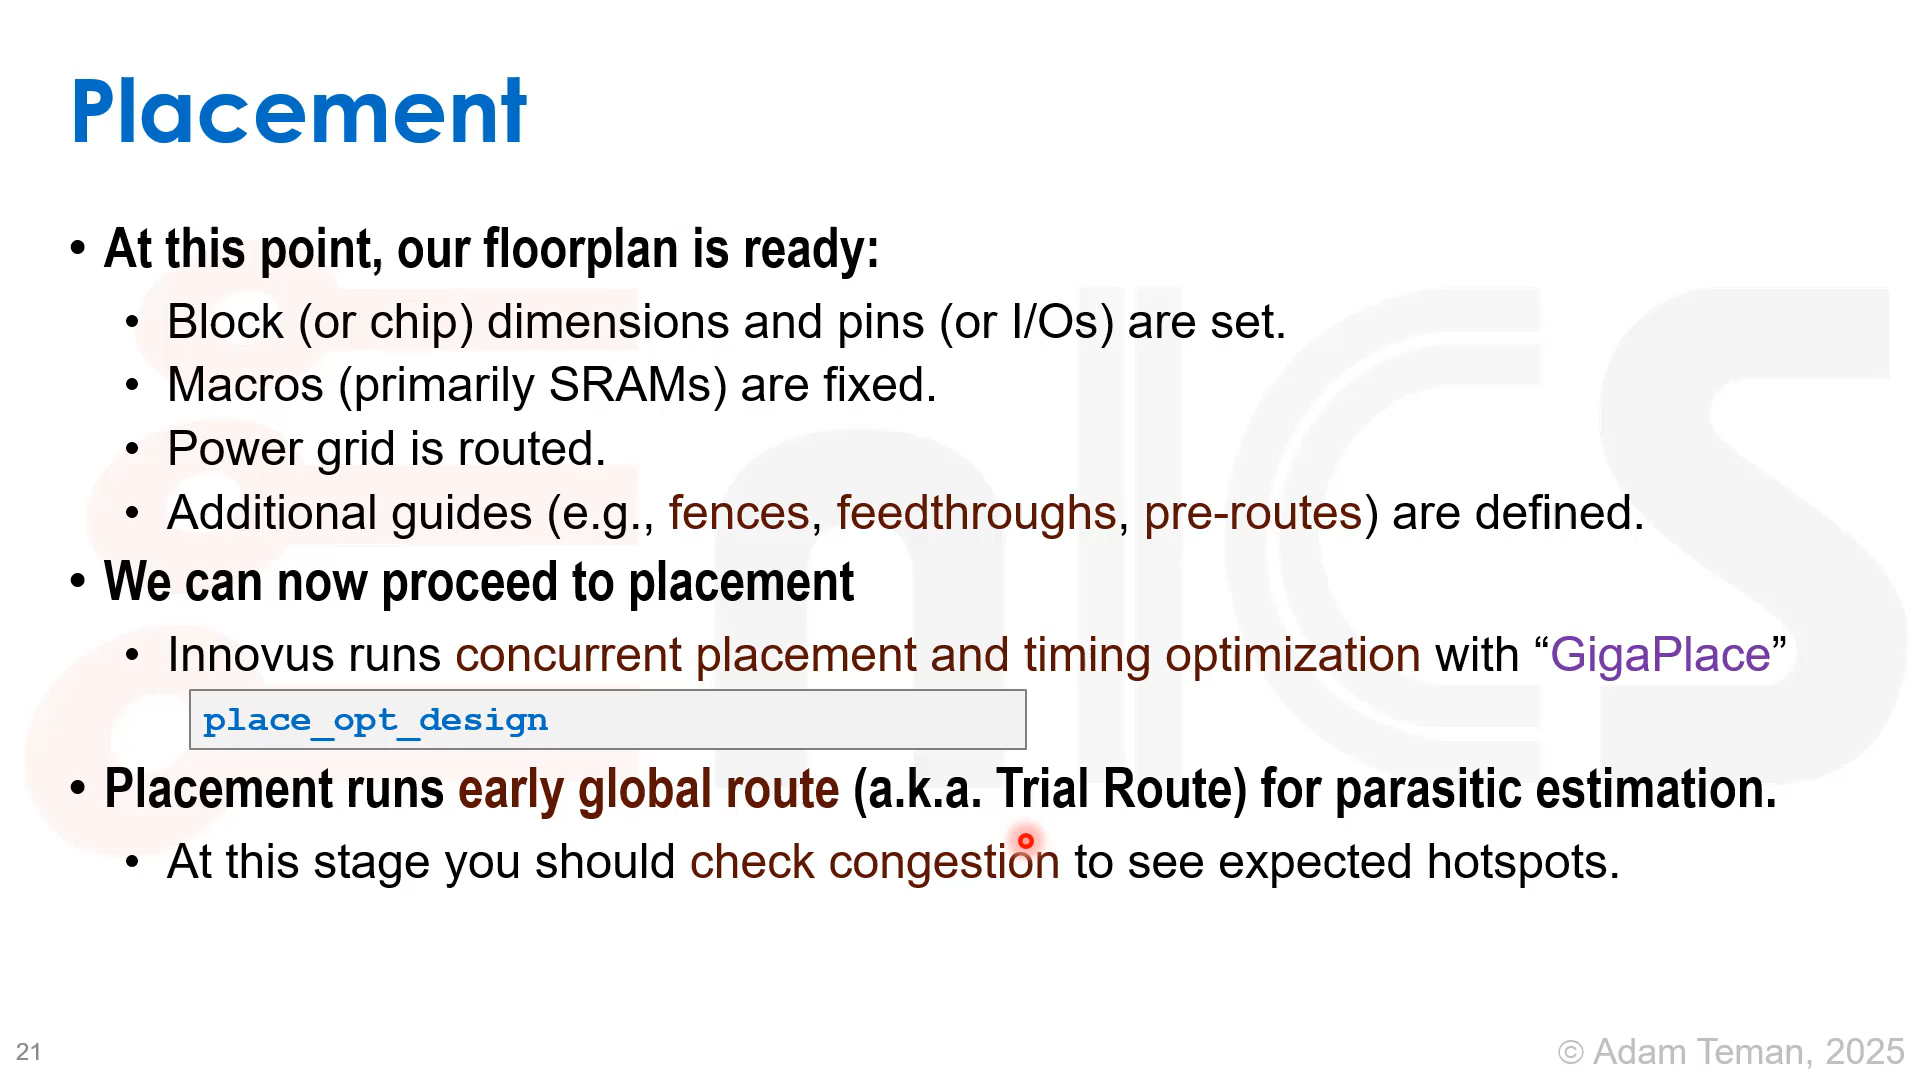 Placement
• At this point, our floorplan is ready:
• Block (or chip) dimensions and pins (or I/Os) are set.
• Macros (primarily SRAMs) are fixed.
• Power grid is routed.
• Additional guides (e.g., fences, feedthroughs, pre-routes) are defined.
• We can now proceed to placement
• Innovus runs concurrent placement and timing optimization with “GigaPlace”
place_opt_design
• Placement runs early global route (a.k.a. Trial Route) for parasitic estimation.
• At this stage you should check congestion to see expected hotspots.
21
© Adam Teman, 2025
EnICS